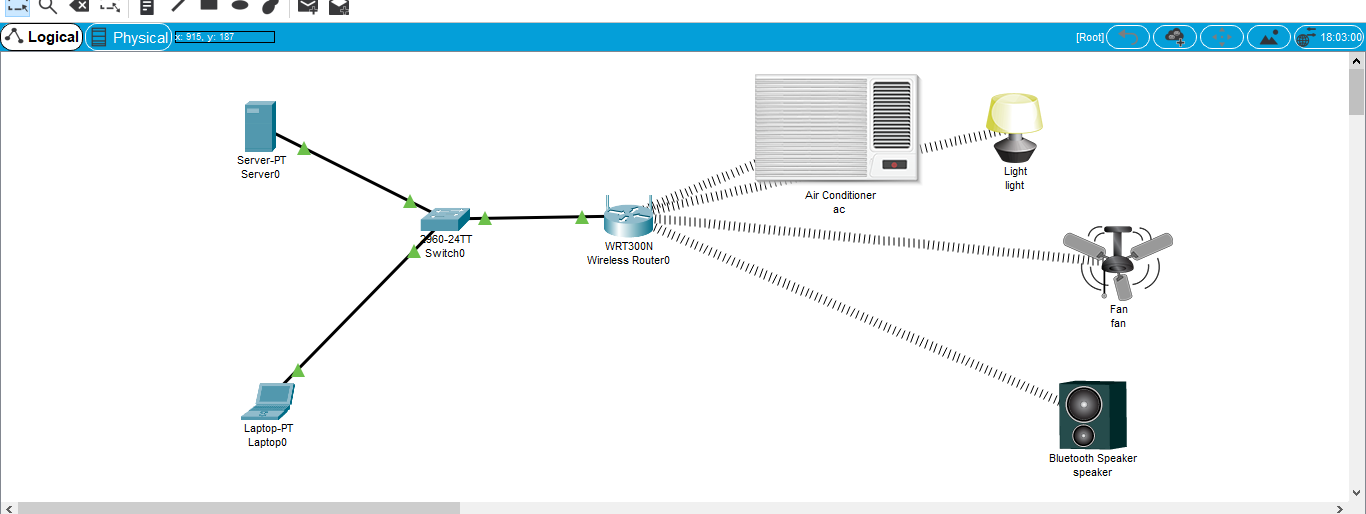 Logical
Physical
x: 915, y: 187
[Root]
18:03:00
Server-PT
Server0
2960-24TT
Switch0
WRT300N
Wireless Router0
Air Conditioner
ac
Light
light
Fan
fan
Laptop-PT
Laptop0
Bluetooth Speaker
speaker